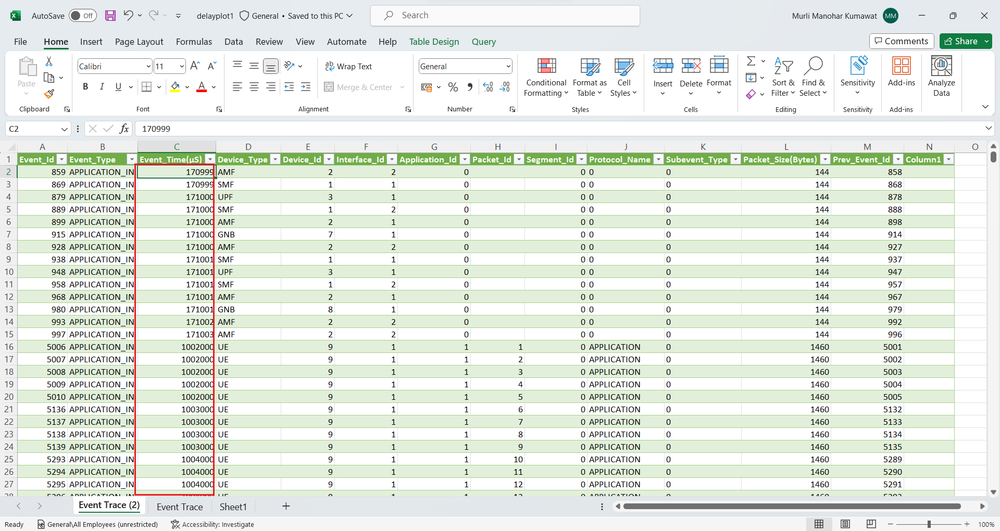 AutoSave Off delayplot1 General • Saved to this PC Search Murli Manohar Kumawat MM
File Home Insert Page Layout Formulas Data Review View Automate Help Table Design Query Comments Share
Paste Calibri 11 Wrap Text General Conditional Formatting Format as Table Cell Styles Insert Delete Format Sort & Filter Find & Select Sensitivity Add-ins Analyze Data
B I U A Merge & Center
Clipboard Font Alignment Number Styles Cells Editing Sensitivity Add-ins
C2 fx 170999
A B C D E F G H I J K L M N O
1 Event_Id Event_Type Event_Time(µS) Device_Type Device_Id Interface_Id Application_Id Packet_Id Segment_Id Protocol_Name Subevent_Type Packet_Size(Bytes) Prev_Event_Id Column1
2 859 APPLICATION_IN 170999 AMF 2 2 0 0 0 0 144 858
3 869 APPLICATION_IN 170999 SMF 1 1 0 0 0 0 144 868
4 879 APPLICATION_IN 171000 UPF 3 1 0 0 0 0 144 878
5 889 APPLICATION_IN 171000 SMF 1 2 0 0 0 0 144 888
6 899 APPLICATION_IN 171000 AMF 2 1 0 0 0 0 144 898
7 915 APPLICATION_IN 171000 GNB 7 1 0 0 0 0 144 914
8 928 APPLICATION_IN 171000 AMF 2 2 0 0 0 0 144 927
9 938 APPLICATION_IN 171001 SMF 1 1 0 0 0 0 144 937
10 948 APPLICATION_IN 171001 UPF 3 1 0 0 0 0 144 947
11 958 APPLICATION_IN 171001 SMF 1 2 0 0 0 0 144 957
12 968 APPLICATION_IN 171001 AMF 2 1 0 0 0 0 144 967
13 980 APPLICATION_IN 171001 GNB 8 1 0 0 0 0 144 979
14 993 APPLICATION_IN 171002 AMF 2 2 0 0 0 0 144 992
15 997 APPLICATION_IN 171003 AMF 2 2 0 0 0 0 144 996
16 5006 APPLICATION_IN 1002000 UE 9 1 1 1 0 APPLICATION 0 1460 5001
17 5007 APPLICATION_IN 1002000 UE 9 1 1 2 0 APPLICATION 0 1460 5002
18 5008 APPLICATION_IN 1002000 UE 9 1 1 3 0 APPLICATION 0 1460 5003
19 5009 APPLICATION_IN 1002000 UE 9 1 1 4 0 APPLICATION 0 1460 5004
20 5010 APPLICATION_IN 1002000 UE 9 1 1 5 0 APPLICATION 0 1460 5005
21 5136 APPLICATION_IN 1003000 UE 9 1 1 6 0 APPLICATION 0 1460 5132
22 5137 APPLICATION_IN 1003000 UE 9 1 1 7 0 APPLICATION 0 1460 5133
23 5138 APPLICATION_IN 1003000 UE 9 1 1 8 0 APPLICATION 0 1460 5134
24 5139 APPLICATION_IN 1003000 UE 9 1 1 9 0 APPLICATION 0 1460 5135
25 5293 APPLICATION_IN 1004000 UE 9 1 1 10 0 APPLICATION 0 1460 5289
26 5294 APPLICATION_IN 1004000 UE 9 1 1 11 0 APPLICATION 0 1460 5290
27 5295 APPLICATION_IN 1004000 UE 9 1 1 12 0 APPLICATION 0 1460 5291
Event Trace (2) Event Trace Sheet1
Ready General\All Employees (unrestricted) Accessibility: Investigate 100%